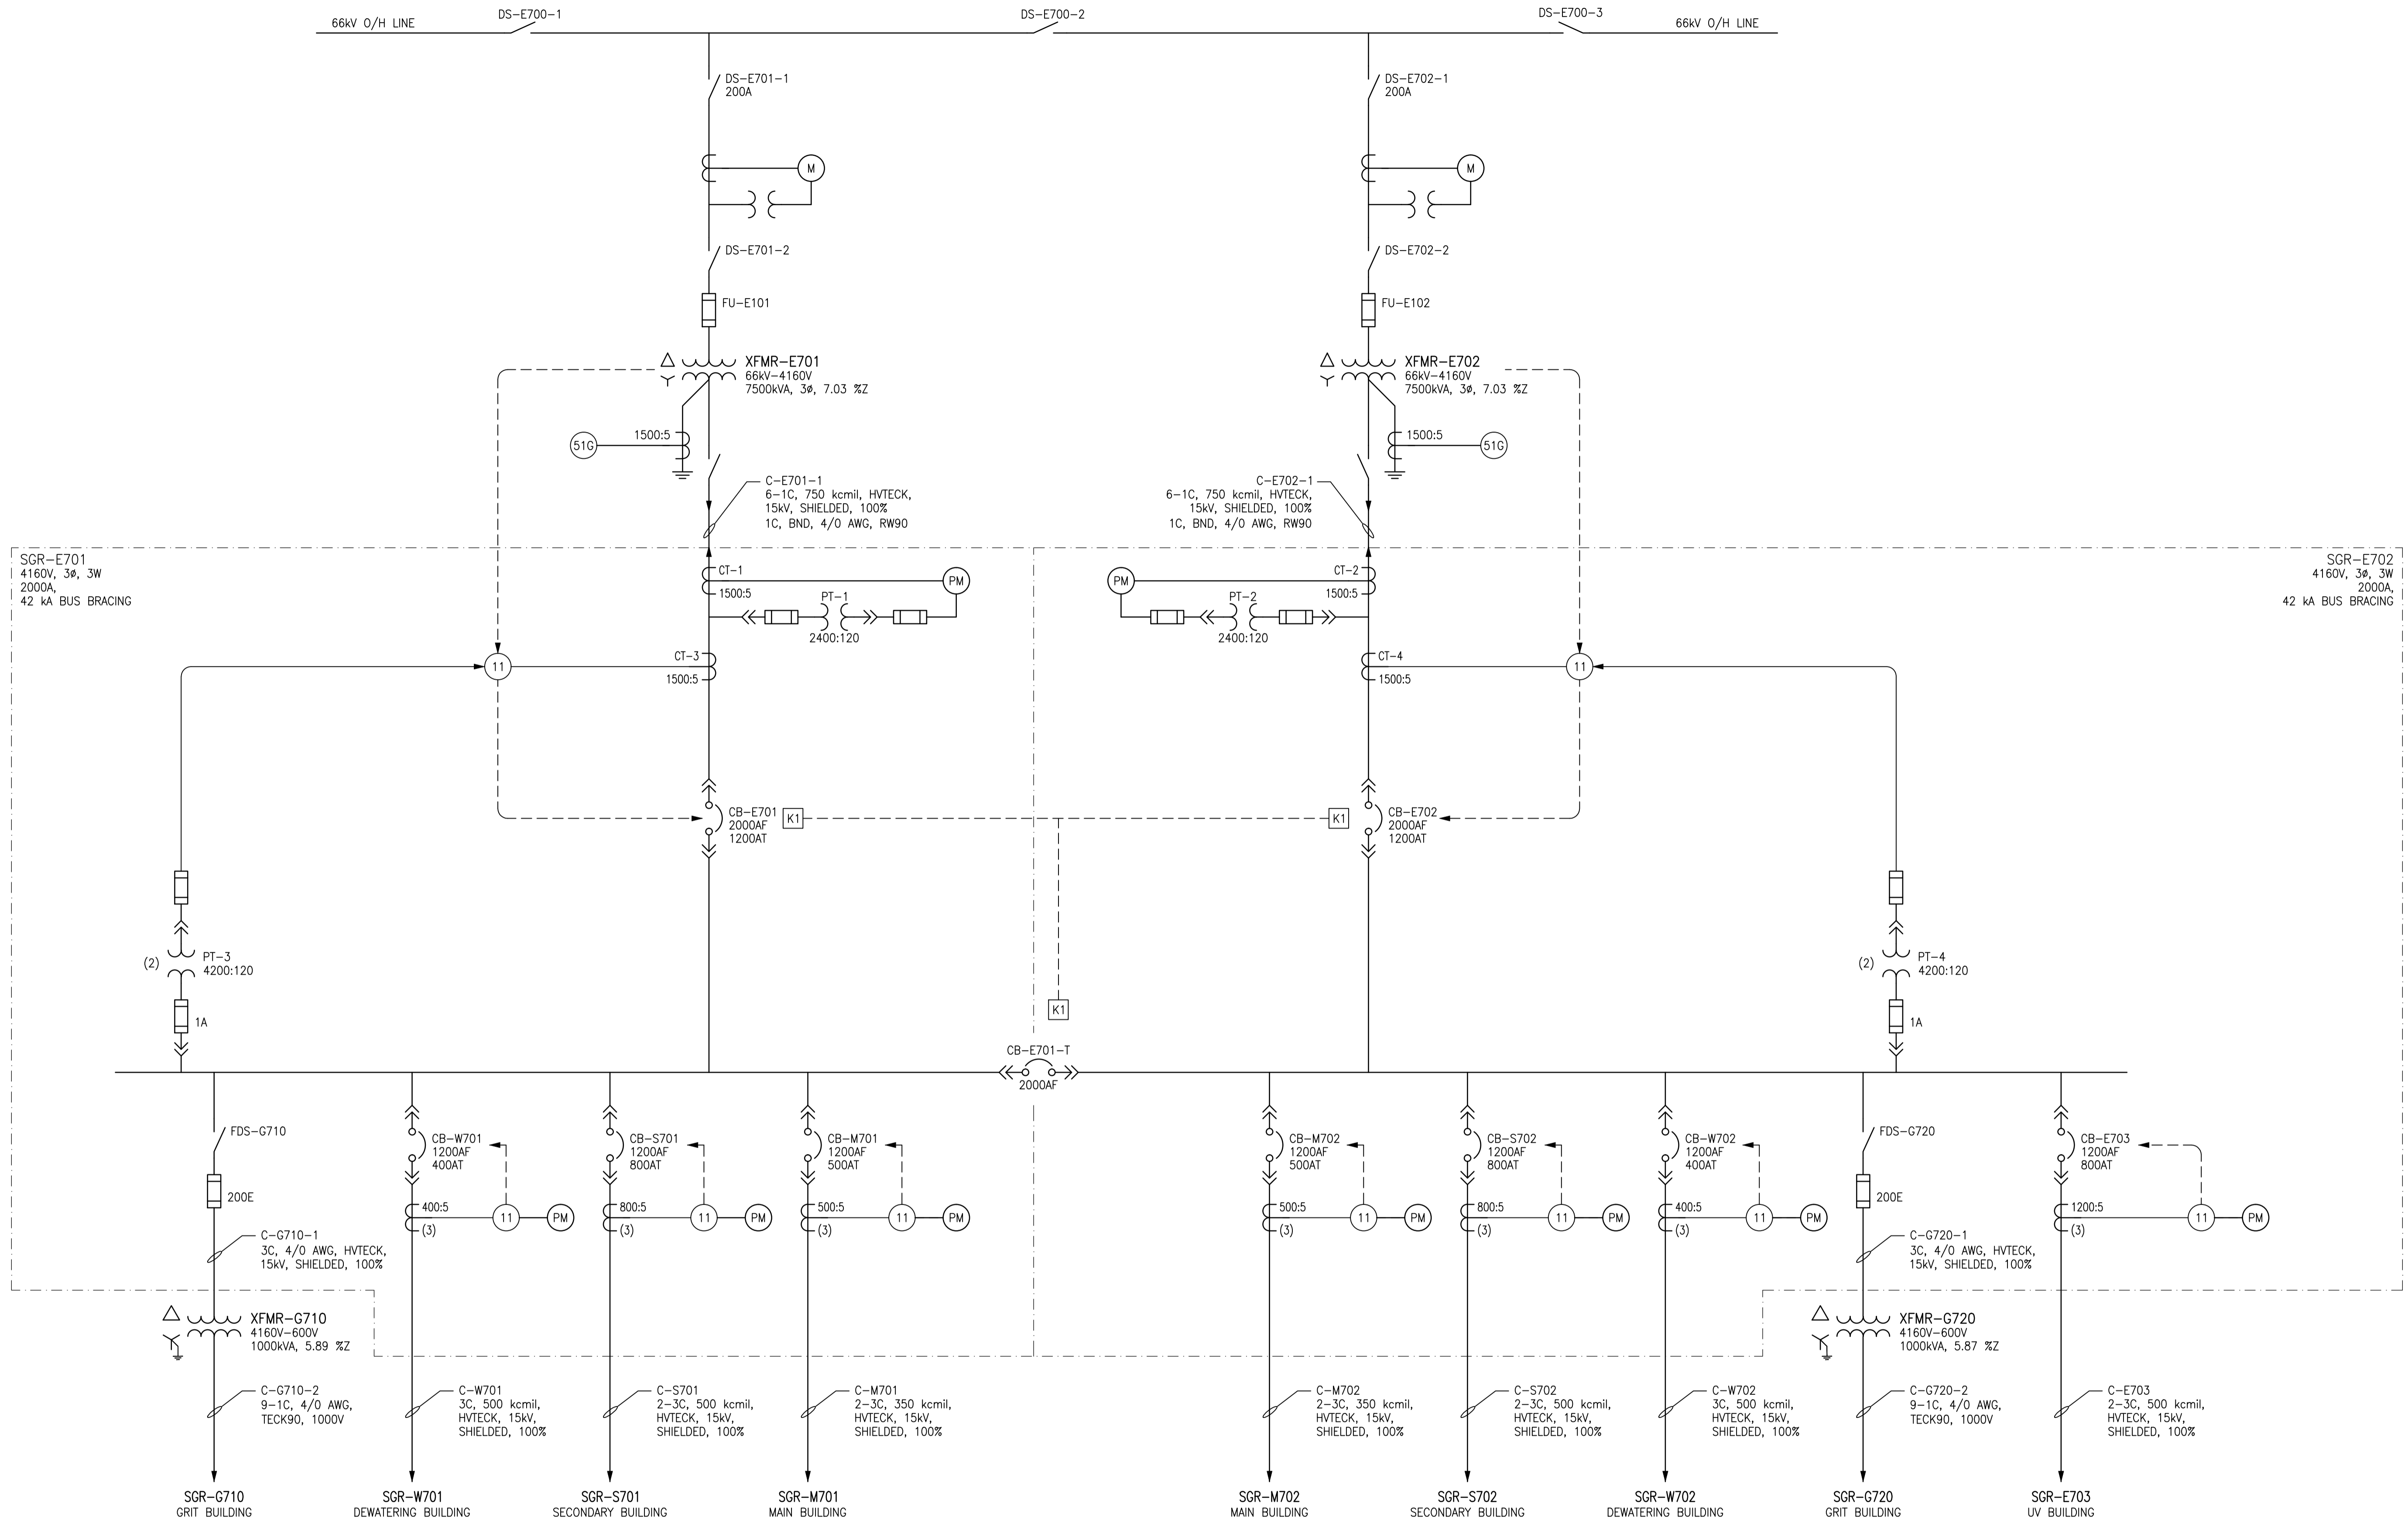 66kV O/H LINE
DS-E700-1
DS-E700-2
DS-E700-3
66kV O/H LINE
DS-E701-1
200A
DS-E702-1
200A
M
M
DS-E701-2
DS-E702-2
FU-E101
FU-E102
XFMR-E701
66kV-4160V
7500kVA, 3ø, 7.03 %Z
XFMR-E702
66kV-4160V
7500kVA, 3ø, 7.03 %Z
51G
1500:5
1500:5
51G
C-E701-1
6-1C, 750 kcmil, HVTECK,
15kV, SHIELDED, 100%
1C, BND, 4/0 AWG, RW90
C-E702-1
6-1C, 750 kcmil, HVTECK,
15kV, SHIELDED, 100%
1C, BND, 4/0 AWG, RW90
SGR-E701
4160V, 3ø, 3W
2000A,
42 kA BUS BRACING
SGR-E702
4160V, 3ø, 3W
2000A,
42 kA BUS BRACING
CT-1
1500:5
PM
PT-1
2400:120
PM
CT-2
1500:5
PT-2
2400:120
11
CT-3
1500:5
CT-4
1500:5
11
CB-E701
2000AF
1200AT
K1
K1
CB-E702
2000AF
1200AT
(2)
PT-3
4200:120
1A
K1
(2)
PT-4
4200:120
1A
CB-E701-T
2000AF
FDS-G710
200E
C-G710-1
3C, 4/0 AWG, HVTECK,
15kV, SHIELDED, 100%
CB-W701
1200AF
400AT
400:5
(3)
11
PM
CB-S701
1200AF
800AT
800:5
(3)
11
PM
CB-M701
1200AF
500AT
500:5
(3)
11
PM
CB-M702
1200AF
500AT
500:5
(3)
11
PM
CB-S702
1200AF
800AT
800:5
(3)
11
PM
CB-W702
1200AF
400AT
400:5
(3)
11
PM
FDS-G720
200E
C-G720-1
3C, 4/0 AWG, HVTECK,
15kV, SHIELDED, 100%
CB-E703
1200AF
800AT
1200:5
(3)
11
PM
XFMR-G710
4160V-600V
1000kVA, 5.89 %Z
XFMR-G720
4160V-600V
1000kVA, 5.87 %Z
C-G710-2
9-1C, 4/0 AWG,
TECK90, 1000V
C-W701
3C, 500 kcmil,
HVTECK, 15kV,
SHIELDED, 100%
C-S701
2-3C, 500 kcmil,
HVTECK, 15kV,
SHIELDED, 100%
C-M701
2-3C, 350 kcmil,
HVTECK, 15kV,
SHIELDED, 100%
C-M702
2-3C, 350 kcmil,
HVTECK, 15kV,
SHIELDED, 100%
C-S702
2-3C, 500 kcmil,
HVTECK, 15kV,
SHIELDED, 100%
C-W702
3C, 500 kcmil,
HVTECK, 15kV,
SHIELDED, 100%
C-G720-2
9-1C, 4/0 AWG,
TECK90, 1000V
C-E703
2-3C, 500 kcmil,
HVTECK, 15kV,
SHIELDED, 100%
SGR-G710
GRIT BUILDING
SGR-W701
DEWATERING BUILDING
SGR-S701
SECONDARY BUILDING
SGR-M701
MAIN BUILDING
SGR-M702
MAIN BUILDING
SGR-S702
SECONDARY BUILDING
SGR-W702
DEWATERING BUILDING
SGR-G720
GRIT BUILDING
SGR-E703
UV BUILDING